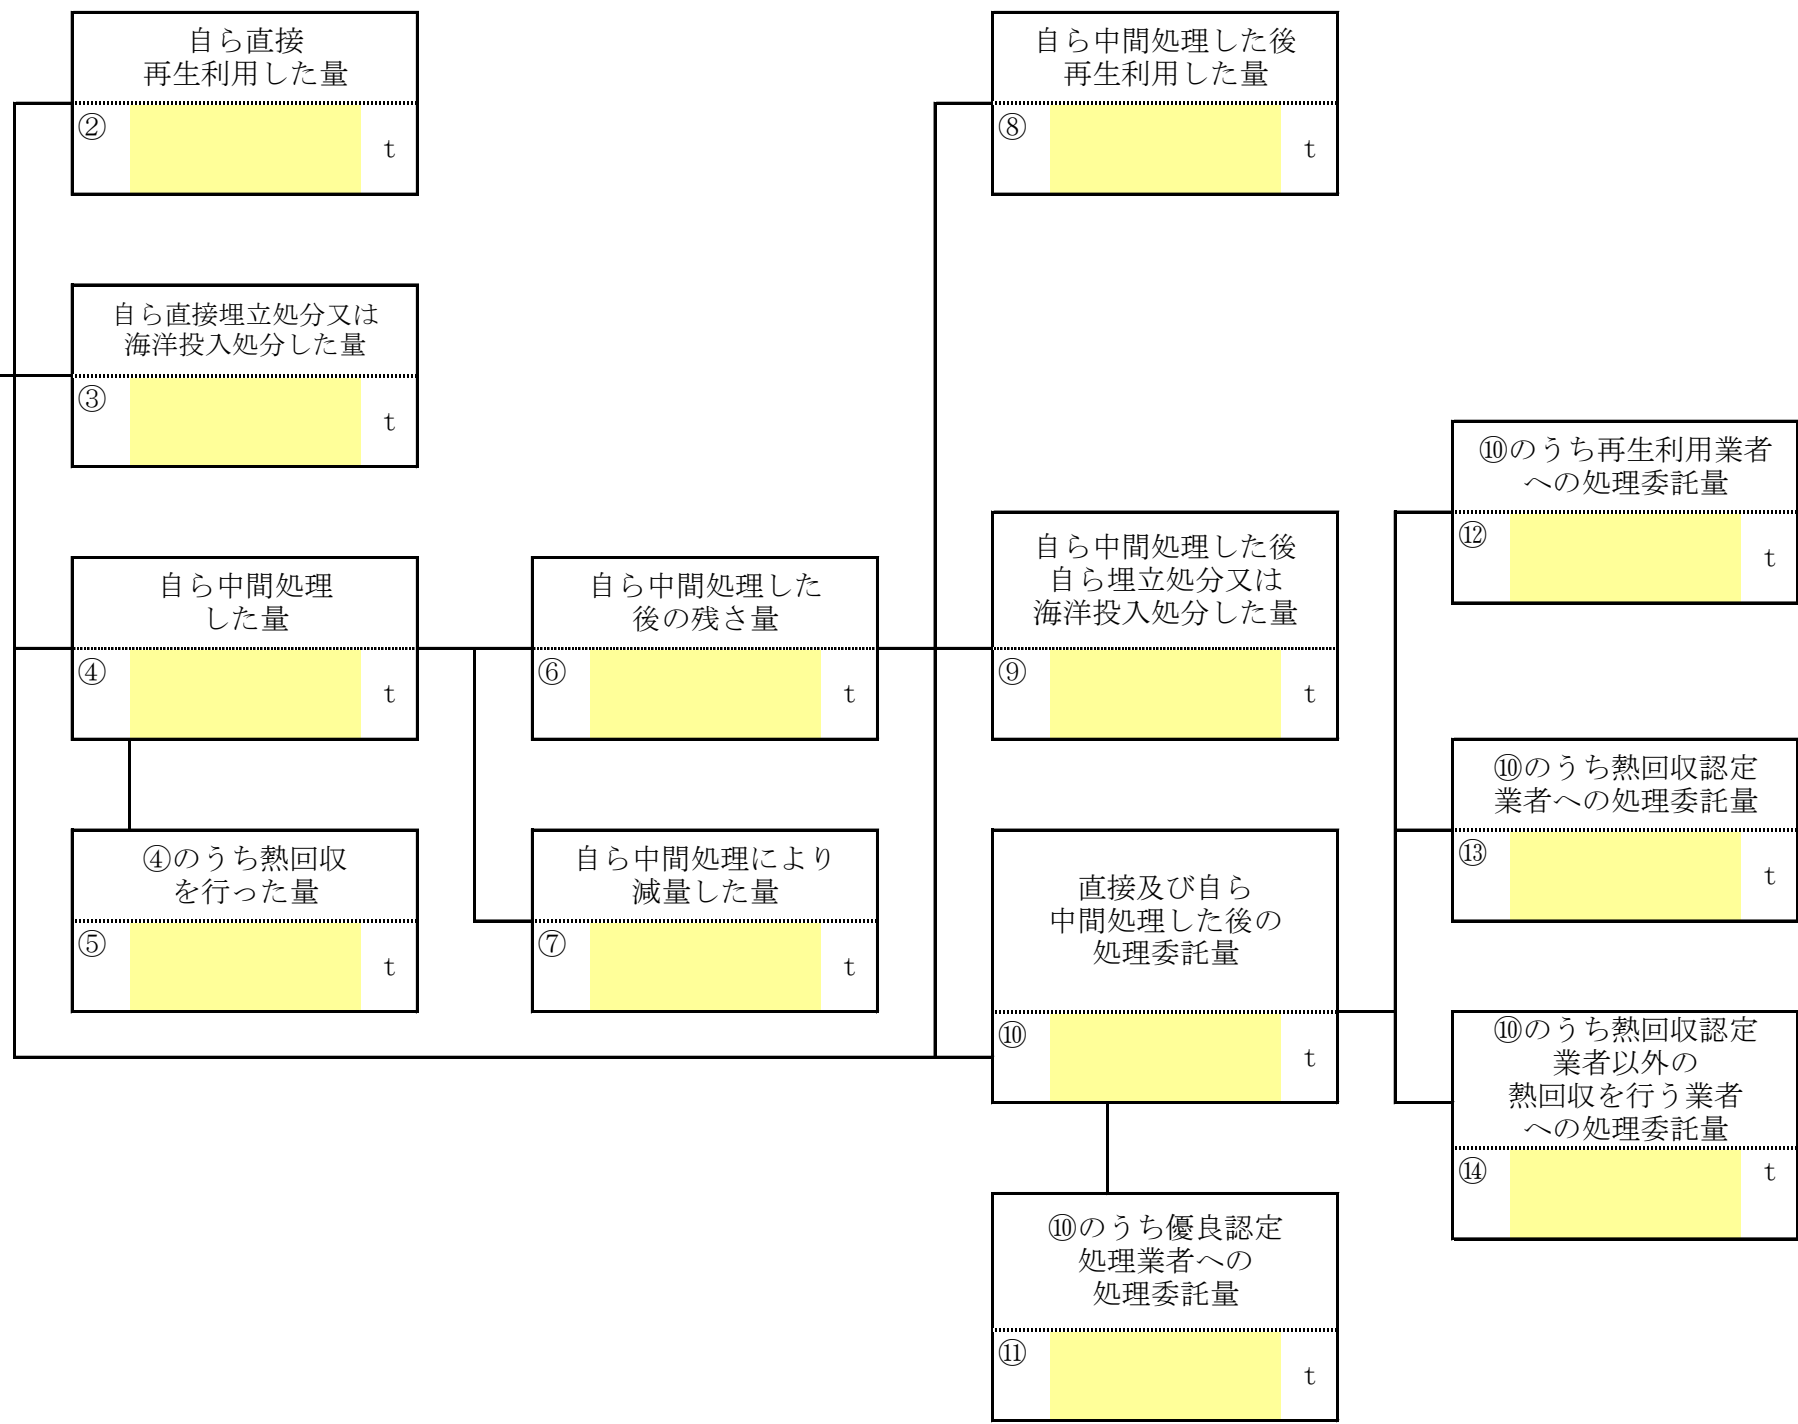 自ら直接
再生利用した量
②
t
自ら中間処理した後
再生利用した量
⑧
t
自ら直接埋立処分又は
海洋投入処分した量
③
t
⑩のうち再生利用業者
への処理委託量
⑫
t
自ら中間処理
した量
④
t
自ら中間処理した
後の残さ量
⑥
t
自ら中間処理した後
自ら埋立処分又は
海洋投入処分した量
⑨
t
⑩のうち熱回収認定
業者への処理委託量
⑬
t
④のうち熱回収
を行った量
⑤
t
自ら中間処理により
減量した量
⑦
t
直接及び自ら
中間処理した後の
処理委託量
⑩
t
⑩のうち熱回収認定
業者以外の
熱回収を行う業者
への処理委託量
⑭
t
⑩のうち優良認定
処理業者への
処理委託量
⑪
t